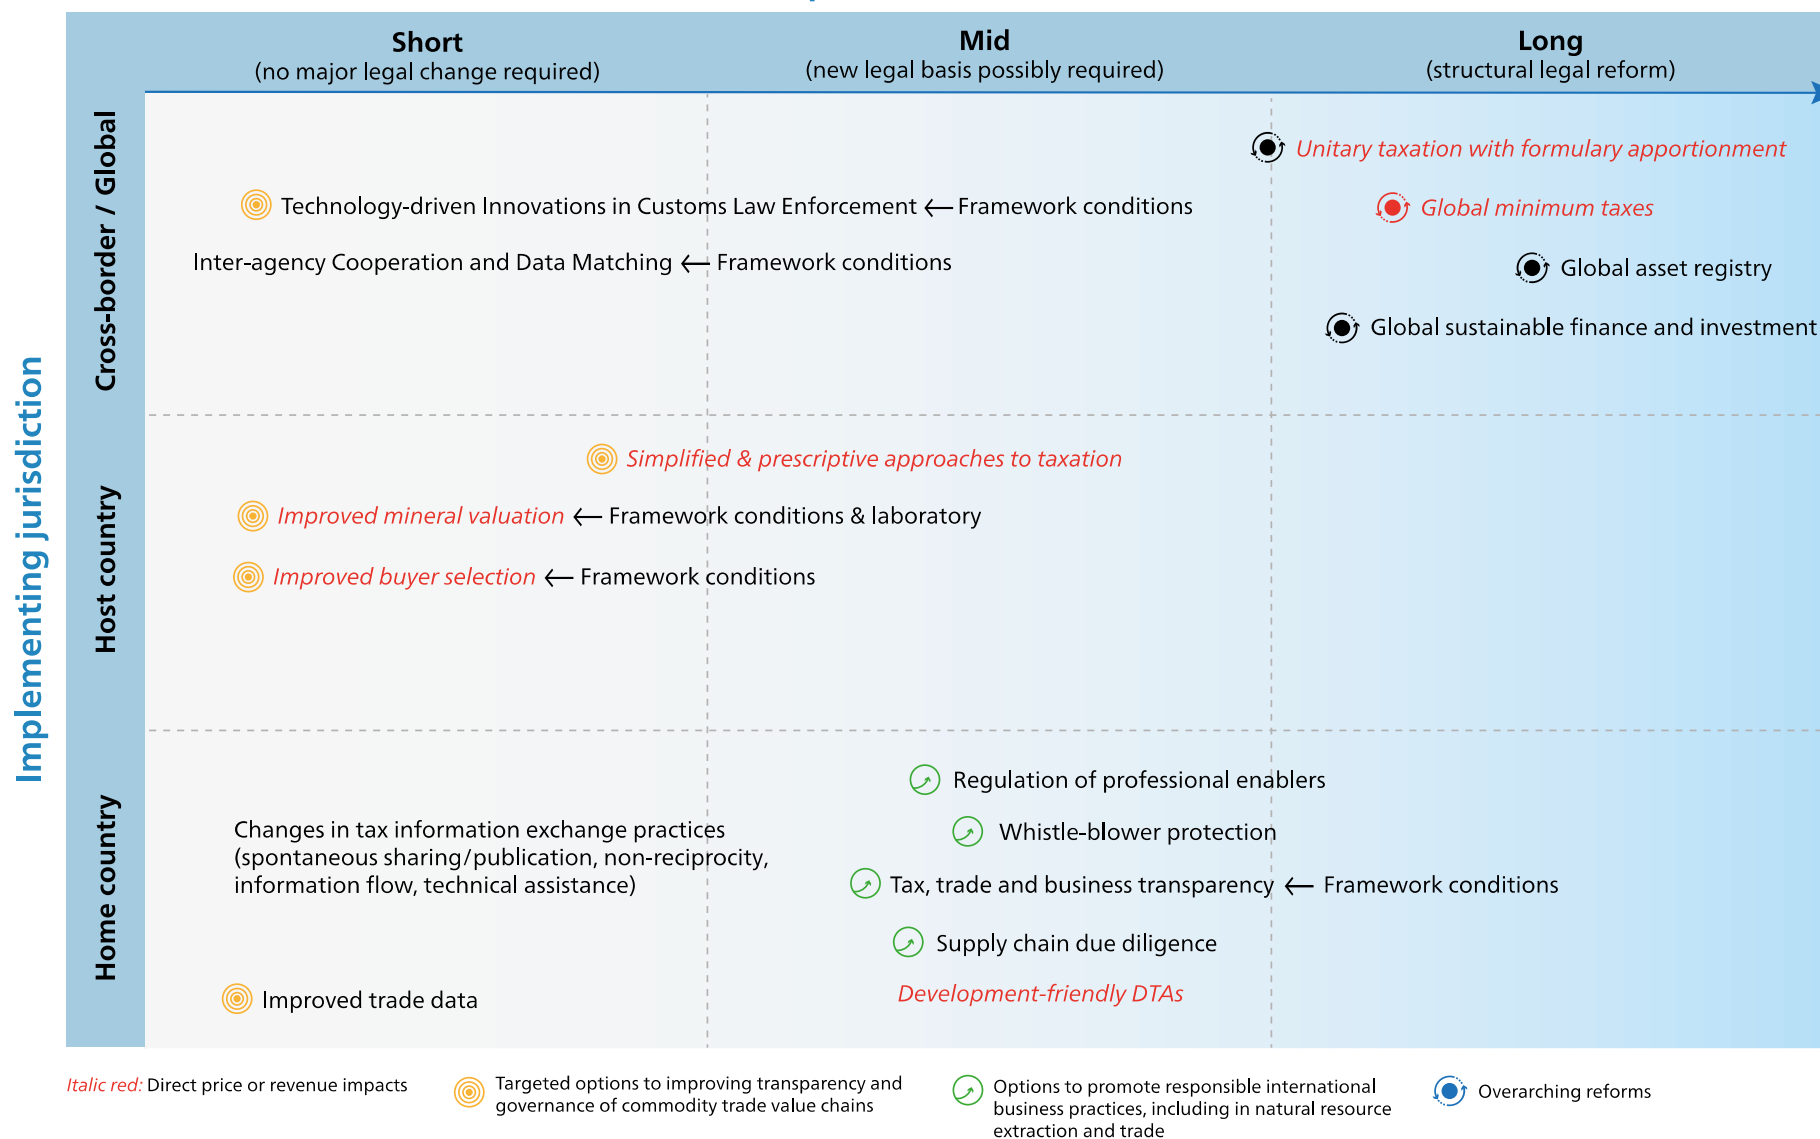 Short
(no major legal change required)
Mid
(new legal basis possibly required)
Long
(structural legal reform)
Implementing jurisdiction
Cross-border / Global
Unitary taxation with formulary apportionment
Technology-driven Innovations in Customs Law Enforcement ← Framework conditions
Global minimum taxes
Inter-agency Cooperation and Data Matching ← Framework conditions
Global asset registry
Global sustainable finance and investment
Host country
Simplified & prescriptive approaches to taxation
Improved mineral valuation ← Framework conditions & laboratory
Improved buyer selection ← Framework conditions
Home country
Regulation of professional enablers
Changes in tax information exchange practices
(spontaneous sharing/publication, non-reciprocity,
information flow, technical assistance)
Whistle-blower protection
Tax, trade and business transparency ← Framework conditions
Supply chain due diligence
Development-friendly DTAs
Improved trade data
Italic red: Direct price or revenue impacts
Targeted options to improving transparency and
governance of commodity trade value chains
Options to promote responsible international
business practices, including in natural resource
extraction and trade
Overarching reforms